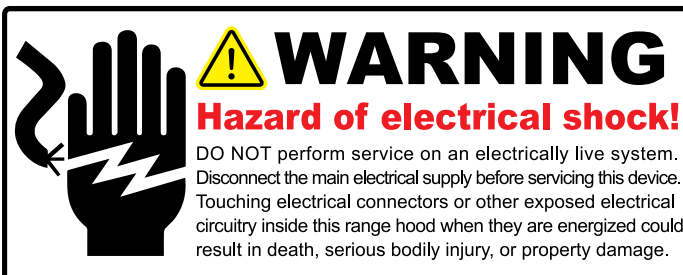 WARNING
Hazard of electrical shock!
DO NOT perform service on an electrically live system.
Disconnect the main electrical supply before servicing this device.
Touching electrical connectors or other exposed electrical
circuitry inside this range hood when they are energized could
result in death, serious bodily injury, or property damage.